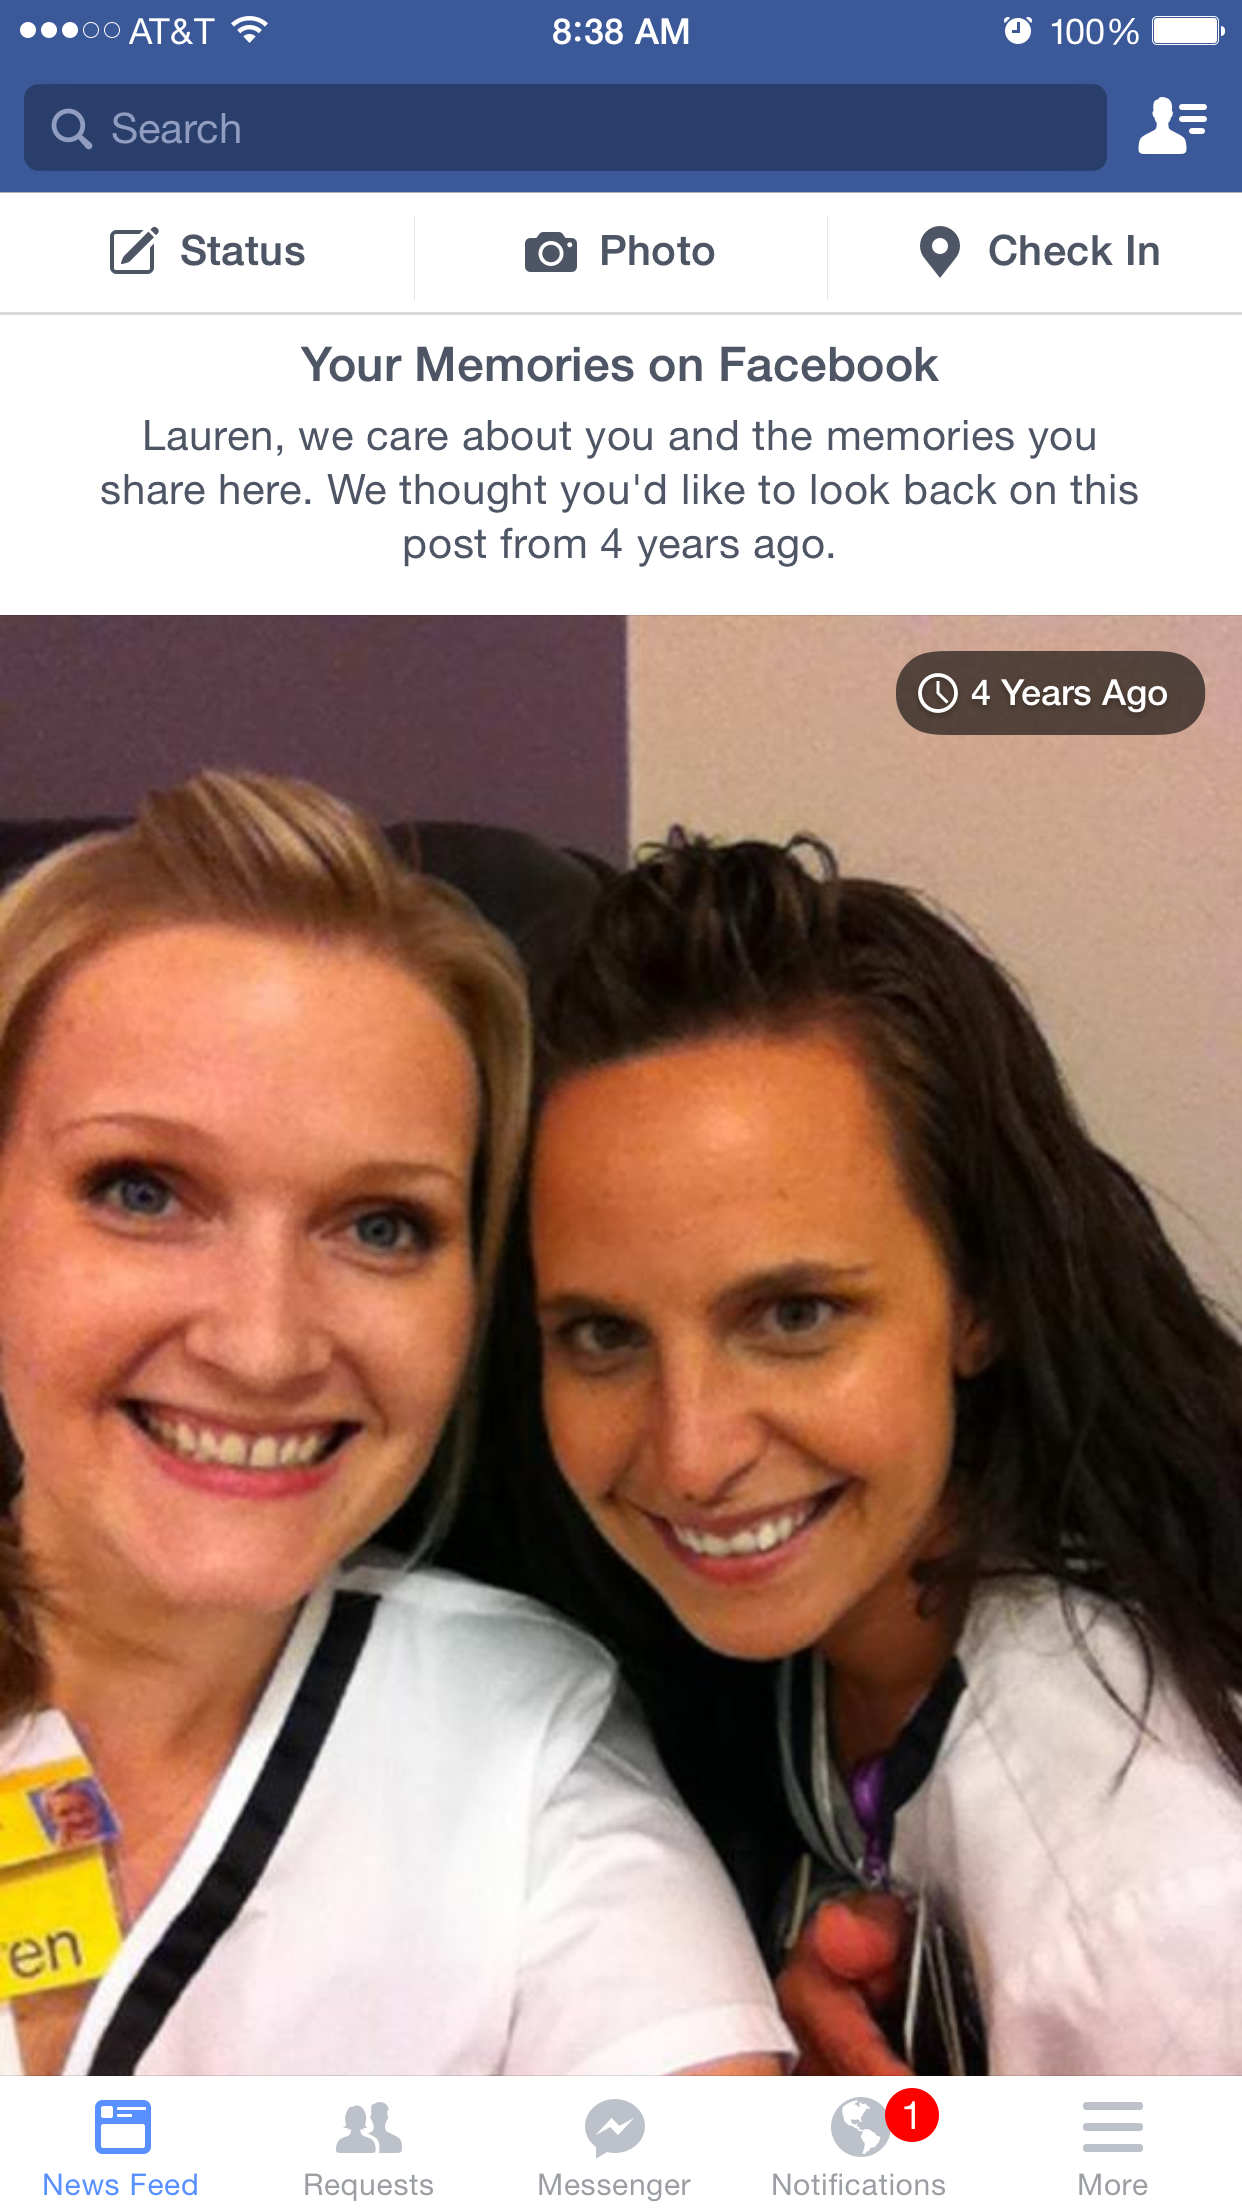 AT&T 8:38 AM 100%
Search
Status Photo Check In
Your Memories on Facebook
Lauren, we care about you and the memories you
share here. We thought you'd like to look back on this
post from 4 years ago.
4 Years Ago
en
1
News Feed Requests Messenger Notifications More